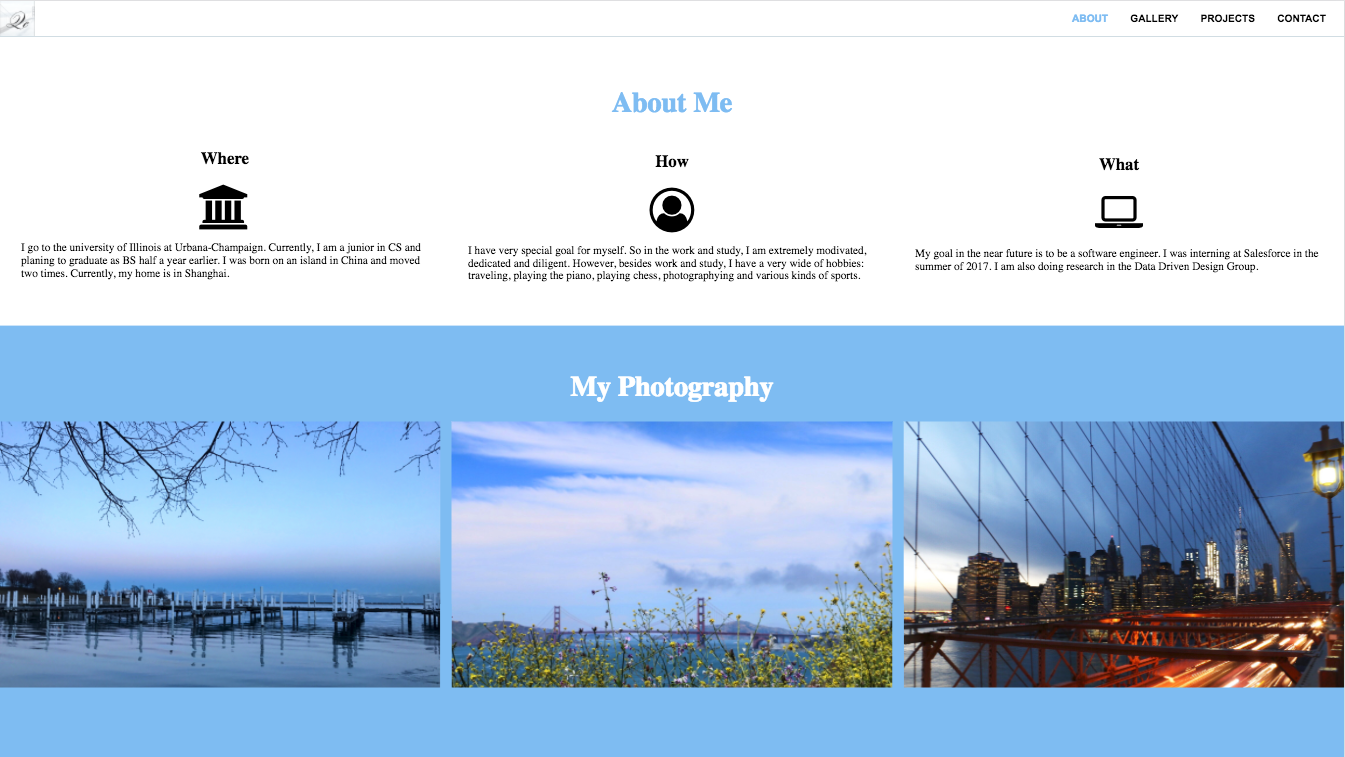 ABOUT GALLERY PROJECTS CONTACT
About Me
Where
I go to the university of Illinois at Urbana-Champaign. Currently, I am a junior in CS and
planing to graduate as BS half a year earlier. I was born on an island in China and moved
two times. Currently, my home is in Shanghai.
How
I have very special goal for myself. So in the work and study, I am extremely modivated,
dedicated and diligent. However, besides work and study, I have a very wide of hobbies:
traveling, playing the piano, playing chess, photographying and various kinds of sports.
What
My goal in the near future is to be a software engineer. I was interning at Salesforce in the
summer of 2017. I am also doing research in the Data Driven Design Group.
My Photography